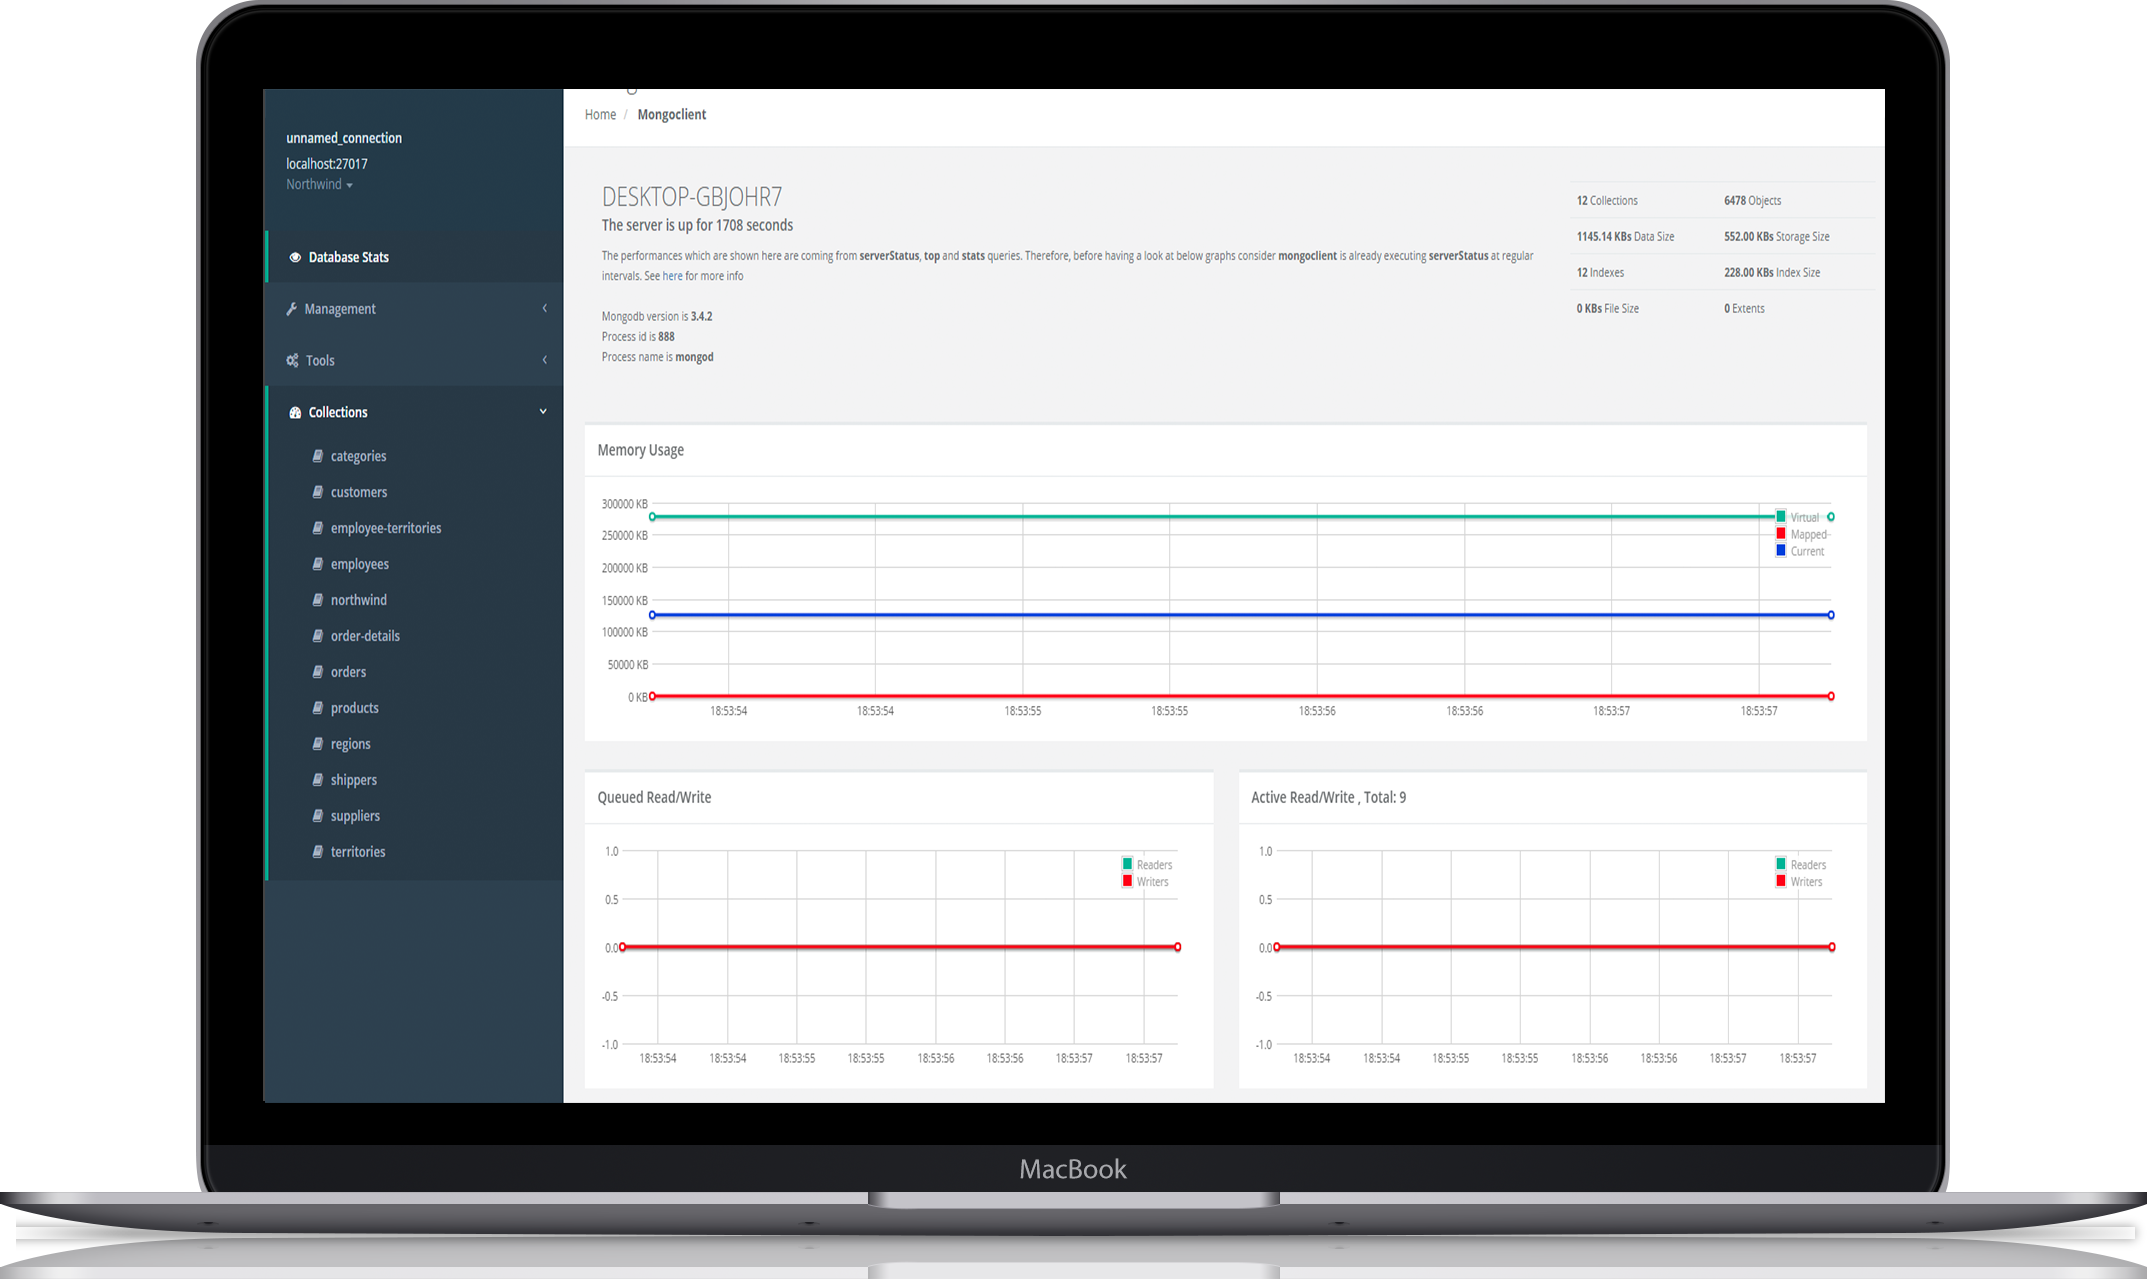 unnamed_connection
localhost:27017
Northwind
Database Stats
Management
Tools
Collections
categories
customers
employee-territories
employees
northwind
order-details
orders
products
regions
shippers
suppliers
territories
Home / Mongoclient
DESKTOP-GBJOHR7
The server is up for 1708 seconds
The performances which are shown here are coming from serverStatus, top and stats queries. Therefore, before having a look at below graphs consider mongoclient is already executing serverStatus at regular
intervals. See here for more info
Mongodb version is 3.4.2
Process id is 888
Process name is mongod
12 Collections 6478 Objects
1145.14 KBs Data Size 552.00 KBs Storage Size
12 Indexes 228.00 KBs Index Size
0 KBs File Size 0 Extents
Memory Usage
300000 KB
250000 KB
200000 KB
150000 KB
100000 KB
50000 KB
0 KB
Virtual
Mapped
Current
18:53:54 18:53:54 18:53:55 18:53:55 18:53:56 18:53:56 18:53:57 18:53:57
Queued Read/Write
1.0
0.5
0.0
-0.5
-1.0
Readers
Writers
18:53:54 18:53:54 18:53:55 18:53:55 18:53:56 18:53:56 18:53:57 18:53:57
Active Read/Write , Total: 9
1.0
0.5
0.0
-0.5
-1.0
Readers
Writers
18:53:54 18:53:54 18:53:55 18:53:55 18:53:56 18:53:56 18:53:57 18:53:57
MacBook